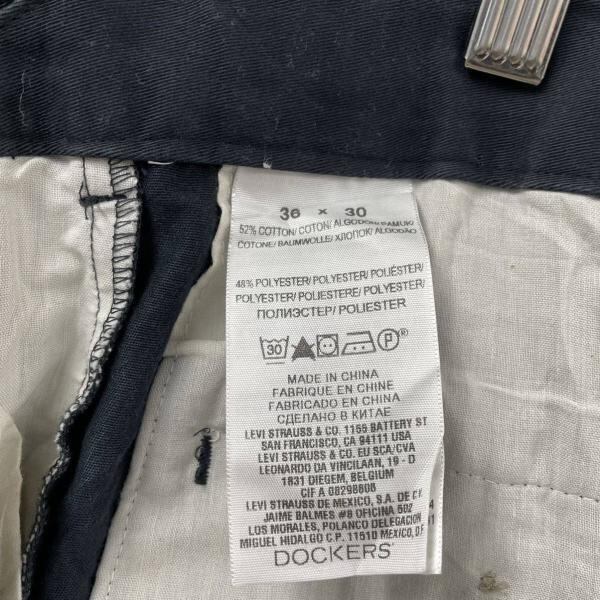 36 × 30
52% COTTON/ COTON/ ALGODÓN/ PAMUK/
COTONE/ BAUMWOLLE/ ХЛОПОК/ ALGODÃO
48% POLYESTER/ POLYESTER/ POLIÉSTER/
POLYESTER/ POLIESTERE/ POLYESTER/
ПОЛИЭСТЕР/ POLIESTER
30 P
MADE IN CHINA
FABRIQUE EN CHINE
FABRICADO EN CHINA
СДЕЛАНО В КИТАЕ
LEVI STRAUSS & CO. 1155 BATTERY ST
SAN FRANCISCO, CA 94111 USA
LEVI STRAUSS & CO. EU SCA/CVA
LEONARDO DA VINCILAAN, 19 - D
1831 DIEGEM, BELGIUM
CIF A 08298808
LEVI STRAUSS DE MEXICO, S.A. DE C.V.
JAIME BALMES #8 OFICINA 502
LOS MORALES, POLANCO DELEGACION
MIGUEL HIDALGO C.P. 11510 MEXICO, D.F.
DOCKERS®